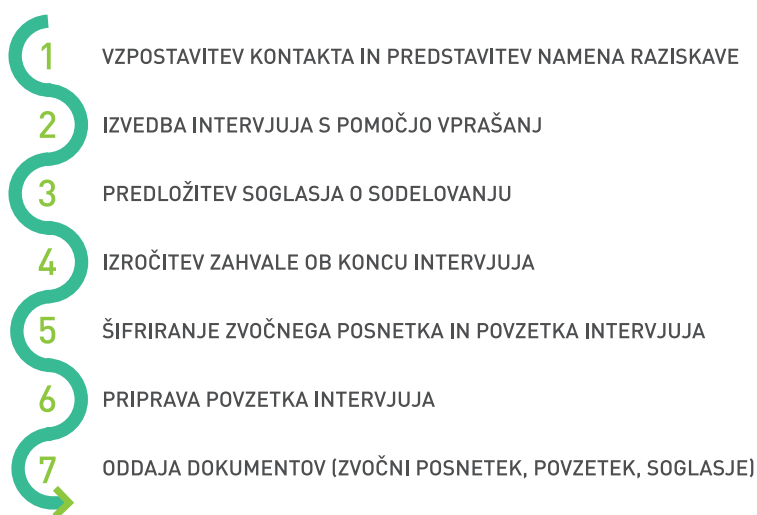 1 VZPOSTAVITEV KONTAKTA IN PREDSTAVITEV NAMENA RAZISKAVE
2 IZVEDBA INTERVJUJA S POMOČJO VPRAŠANJ
3 PREDLOŽITEV SOGLASJA O SODELOVANJU
4 IZROČITEV ZAHVALE OB KONCU INTERVJUJA
5 ŠIFRIRANJE ZVOČNEGA POSNETKA IN POVZETKA INTERVJUJA
6 PRIPRAVA POVZETKA INTERVJUJA
7 ODDAJA DOKUMENTOV (ZVOČNI POSNETEK, POVZETEK, SOGLASJE)